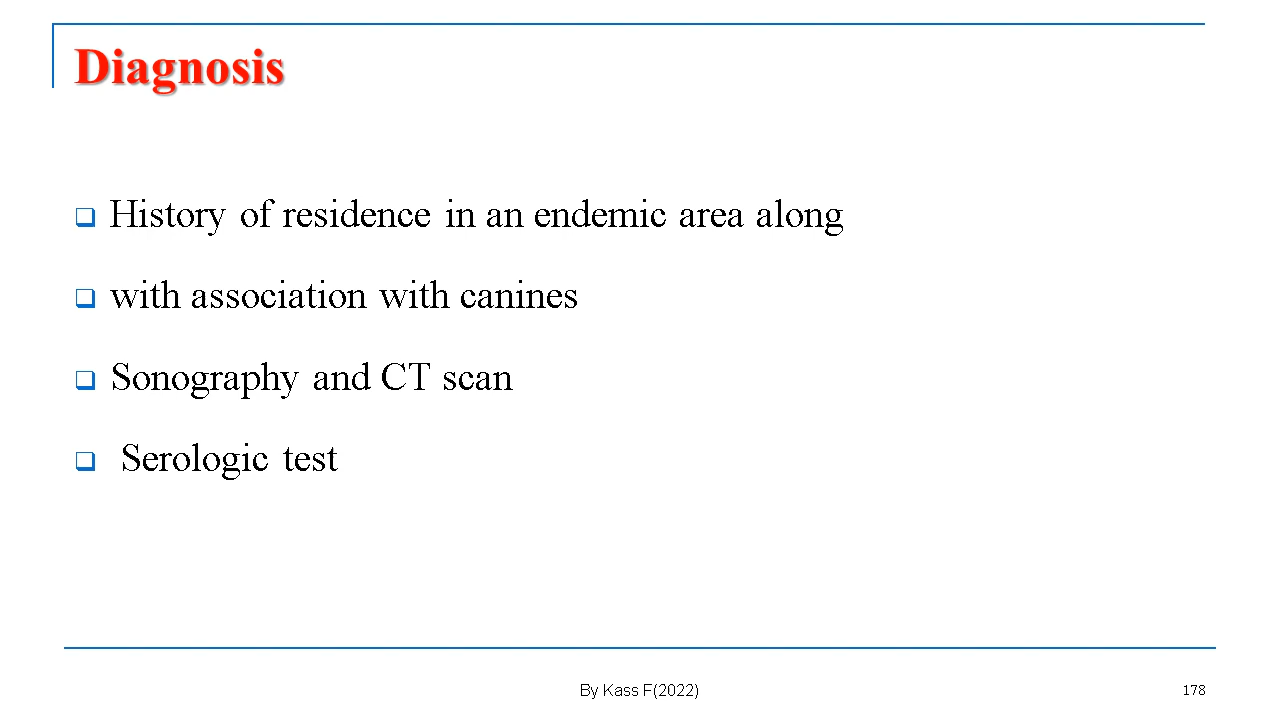 Diagnosis
❑ History of residence in an endemic area along
❑ with association with canines
❑ Sonography and CT scan
❑ Serologic test
By Kass F(2022)
178